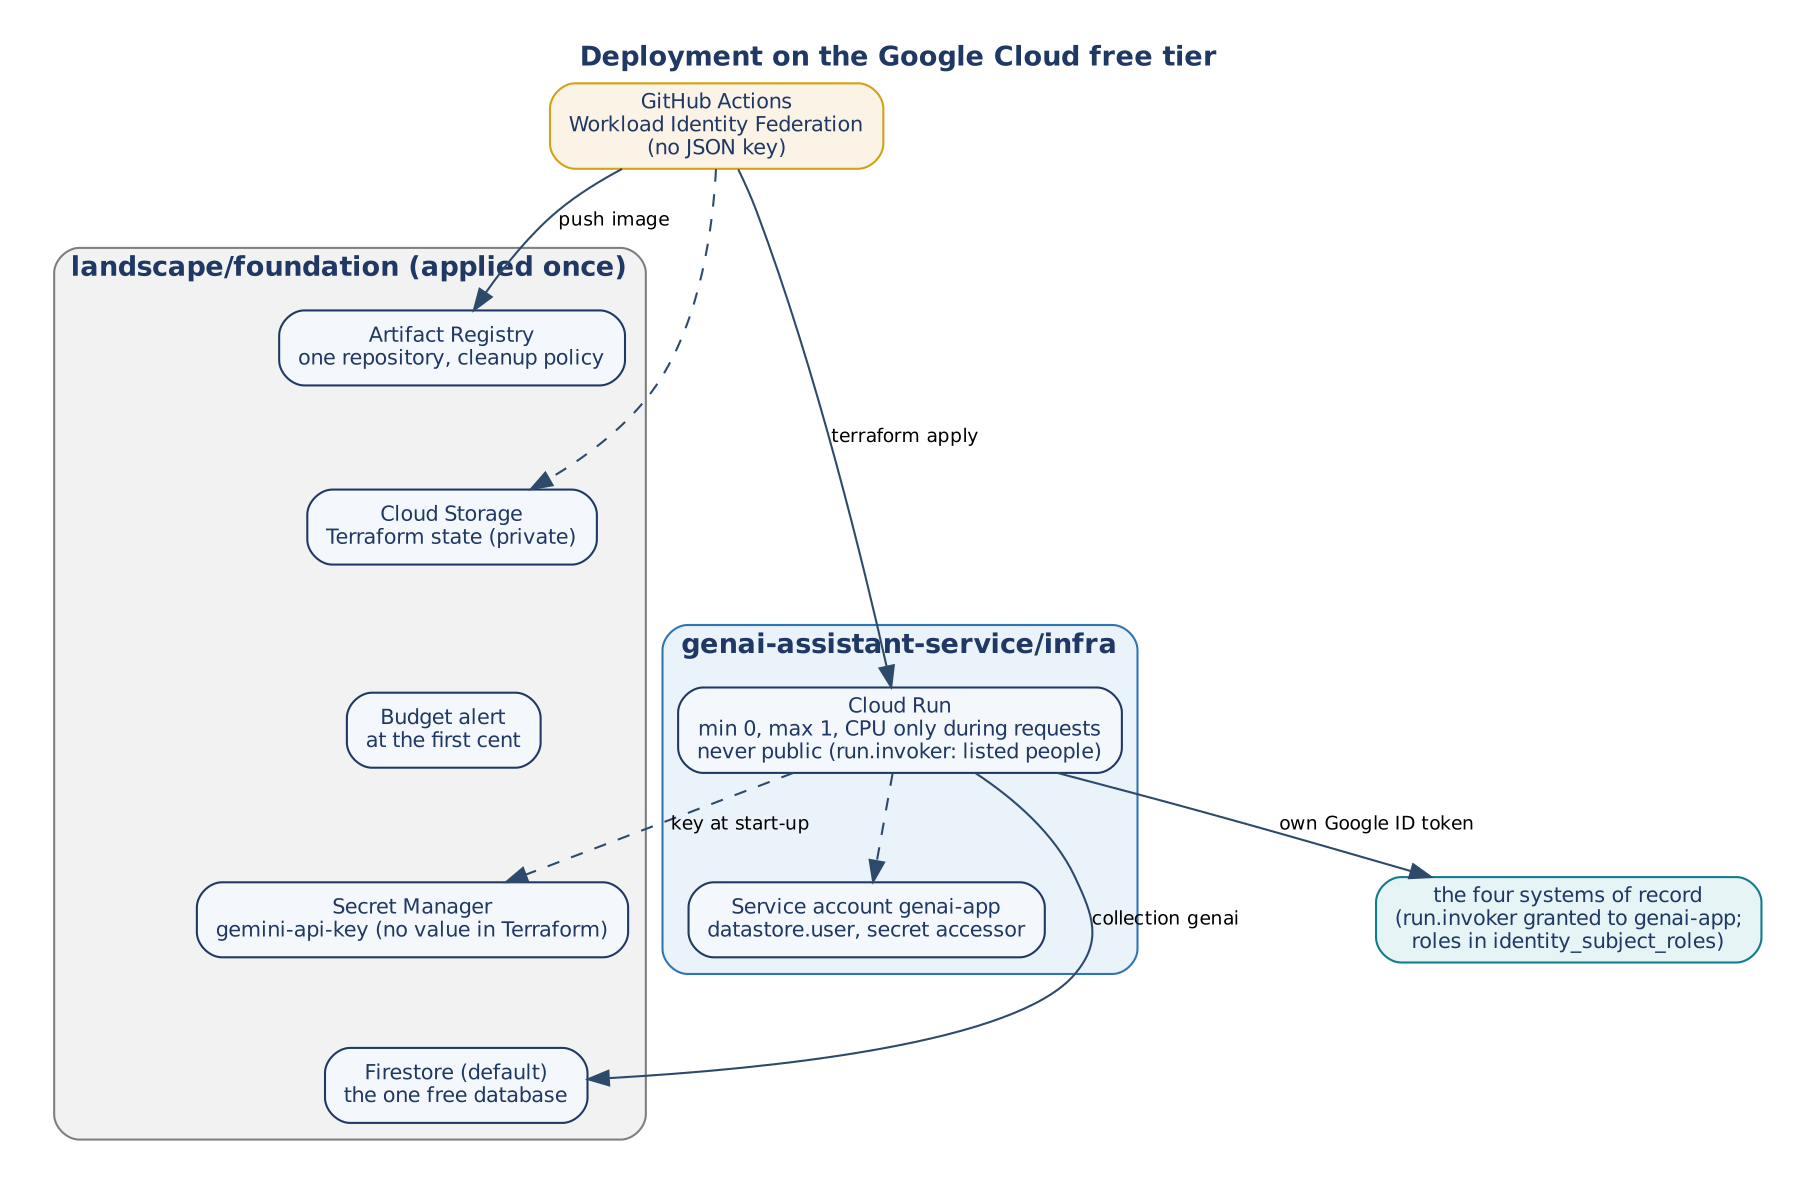 Deployment on the Google Cloud free tier
GitHub Actions
Workload Identity Federation
(no JSON key)
push image
landscape/foundation (applied once)
Artifact Registry
one repository, cleanup policy
terraform apply
Cloud Storage
Terraform state (private)
genai-assistant-service/infra
Budget alert
at the first cent
Cloud Run
min 0, max 1, CPU only during requests
never public (run.invoker: listed people)
key at start-up
own Google ID token
Secret Manager
gemini-api-key (no value in Terraform)
Service account genai-app
datastore.user, secret accessor
collection genai
the four systems of record
(run.invoker granted to genai-app;
roles in identity_subject_roles)
Firestore (default)
the one free database